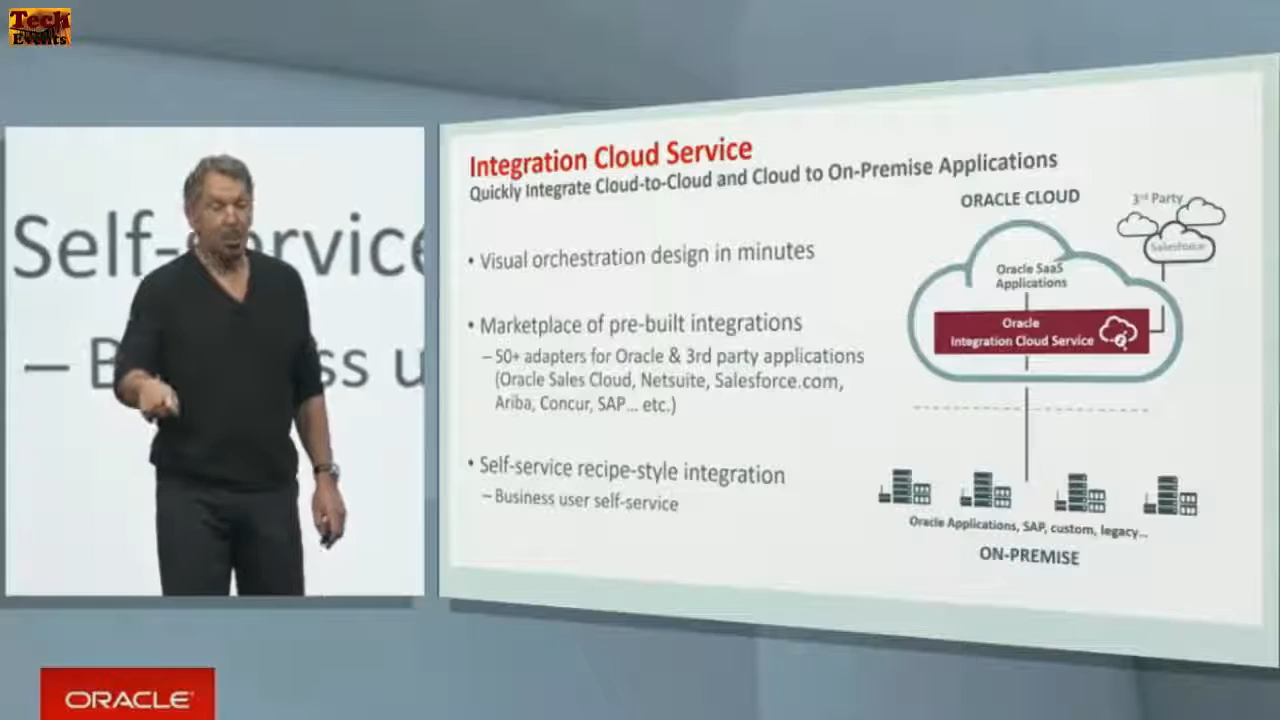 Tech
Events
Self-service
Integration Cloud Service
Quickly Integrate Cloud-to-Cloud and Cloud to On-Premise Applications
• Visual orchestration design in minutes
• Marketplace of pre-built integrations
– 50+ adapters for Oracle & 3rd party applications
(Oracle Sales Cloud, Netsuite, Salesforce.com,
Ariba, Concur, SAP... etc.)
• Self-service recipe-style integration
– Business user self-service
ORACLE CLOUD
3rd Party
Salesforce
Oracle SaaS
Applications
Oracle
Integration Cloud Service
Oracle Applications, SAP, custom, legacy...
ON-PREMISE
ORACLE